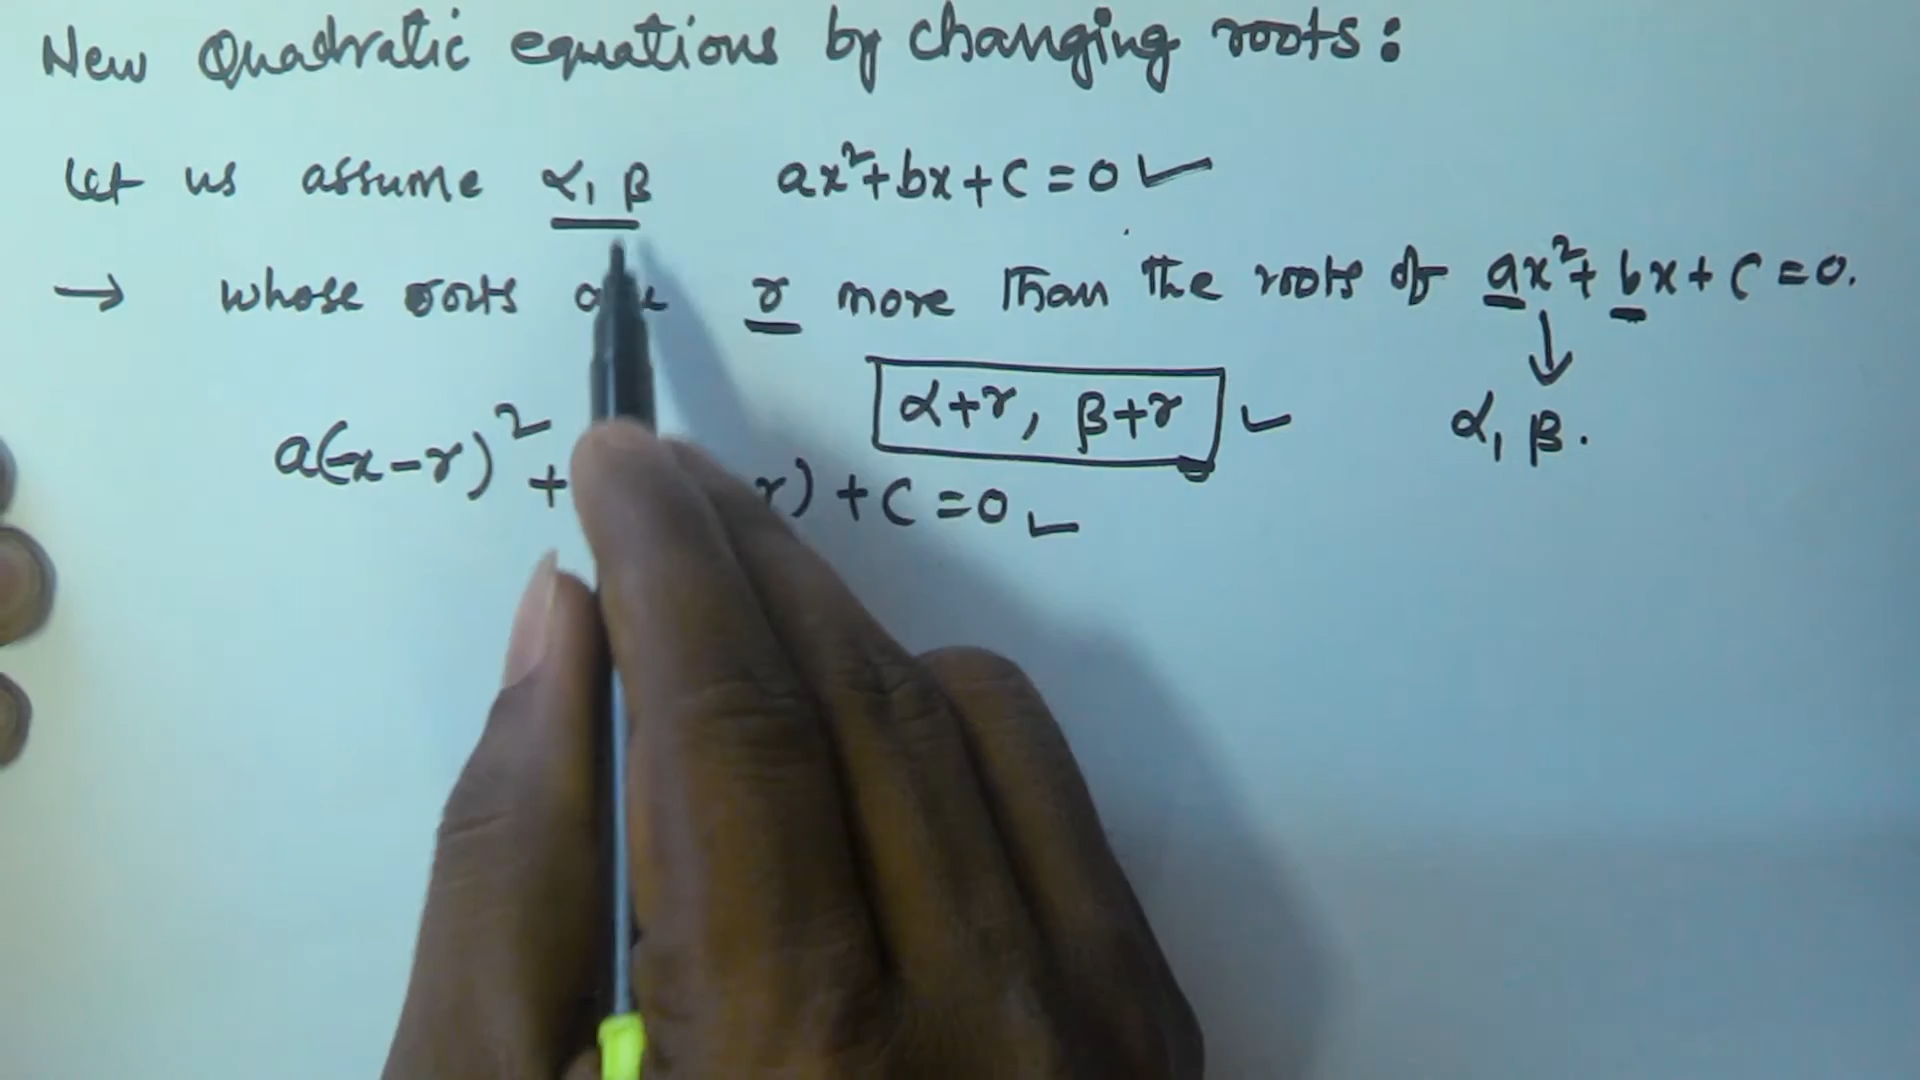 New Quadratic equations by changing roots:
Let us assume α, β ax²+bx+c=0 ✓
→ whose roots r more than the roots of ax²+bx+c=0.
↓
α+r, β+r ✓ α, β.
a(x-r)² + r) + c = 0 ✓